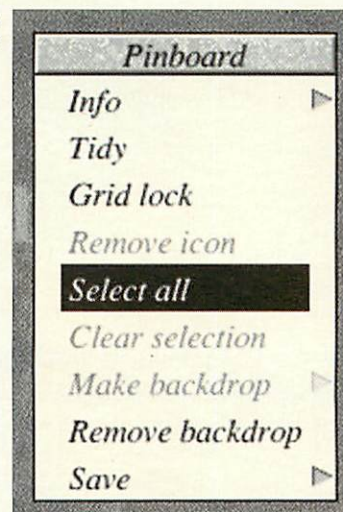 Pinboard
Info
Tidy
Grid lock
Remove icon
Select all
Clear selection
Make backdrop
Remove backdrop
Save